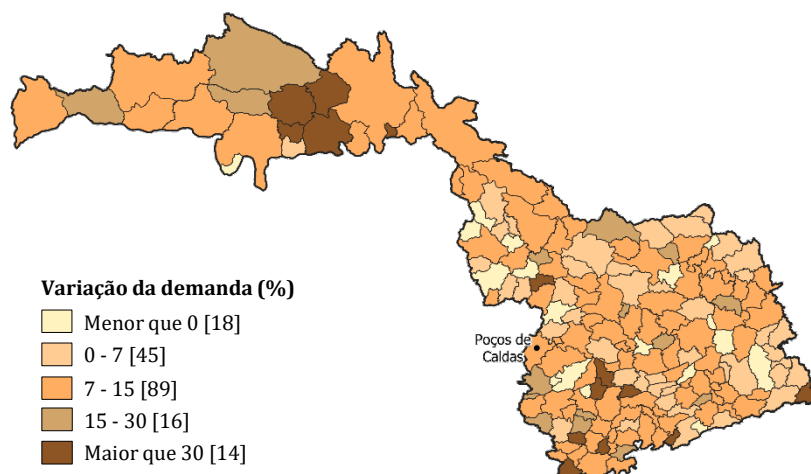 Variação da demanda (%)
Menor que 0 [18]
0 - 7 [45]
7 - 15 [89]
15 - 30 [16]
Maior que 30 [14]
Poços de
Caldas